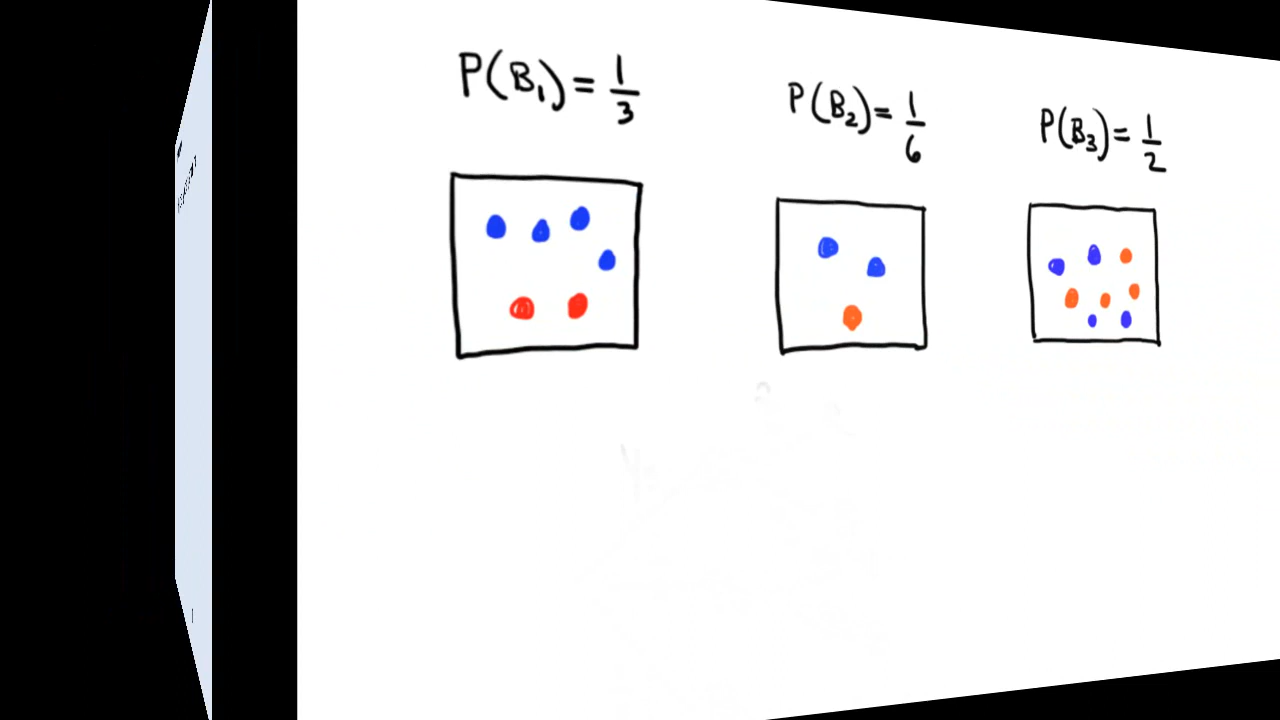 P(B₁) = 1/3
P(B₂) = 1/6
P(B₃) = 1/2